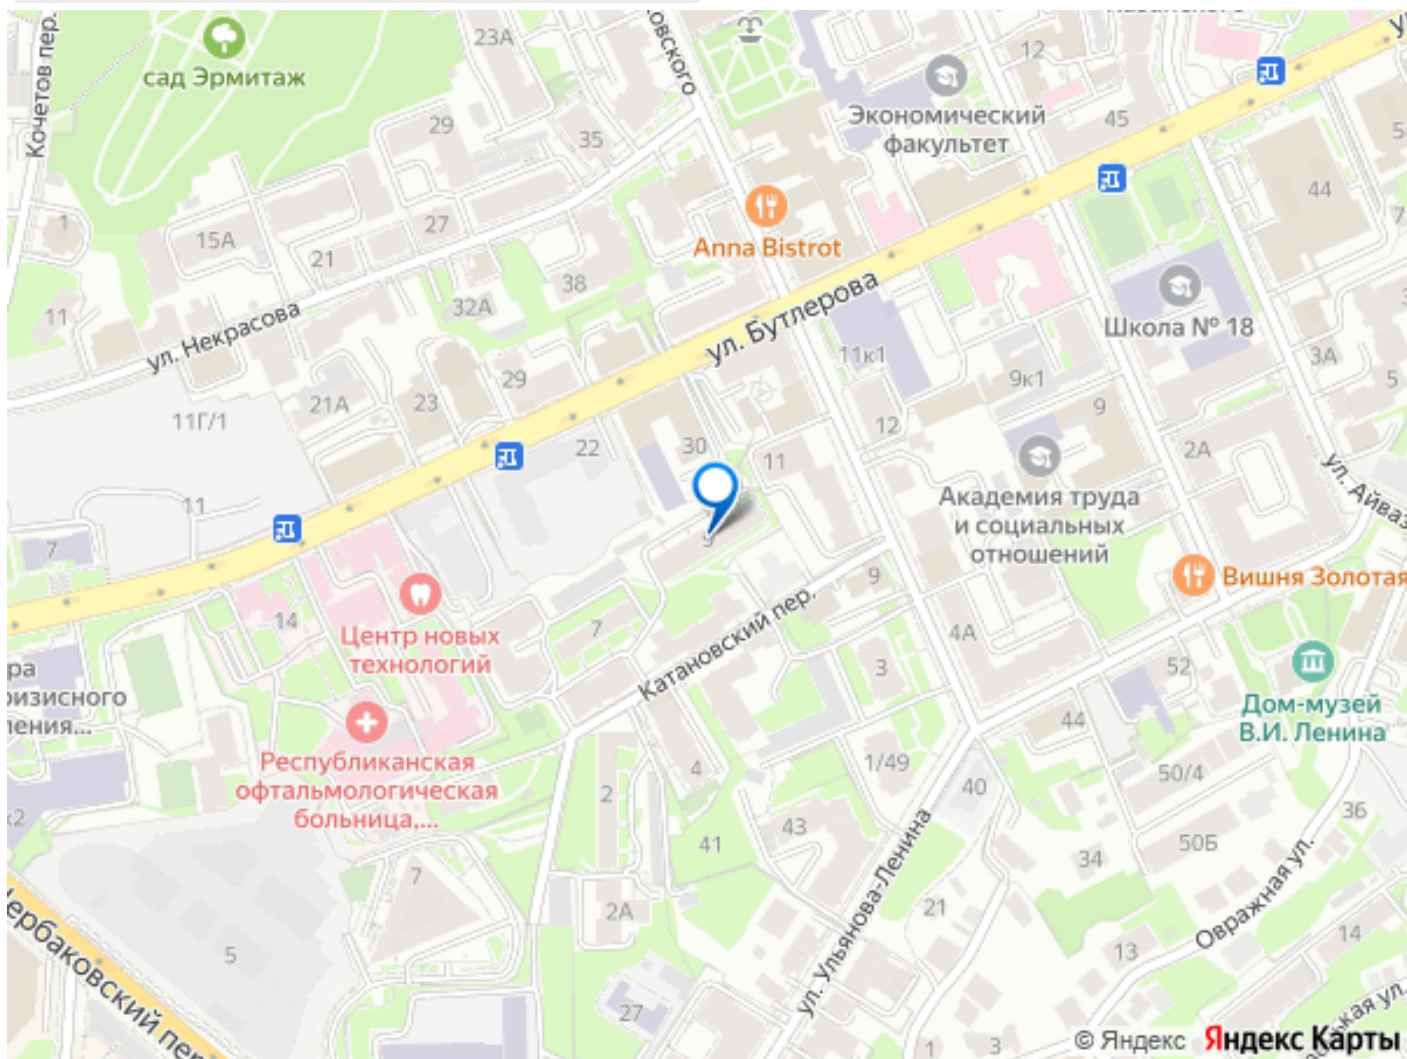 23А
12
Кочетов пер.
сад Эрмитаж
Экономический
факультет
45
29
35
44
1
15А
27
21
Anna Bistrot
38
32А
11
ул. Некрасова
ул. Бутлерова
Школа № 18
11к1
3А
5
29
9к1
21А
23
9
11Г/1
12
22
30
11
2А
ул. Айваз
11
Академия труда
и социальных
отношений
7
9
9
Вишня Золотая
14
Центр новых
технологий
7
Катановский пер.
4А
3
52
Дом-музей
В.И. Ленина
44
Республиканская
офтальмологическая
больница,...
4
2
1/49
40
50/4
36
43
41
50Б
34
7
2А
ул. Ульянова-Ленина
21
Овражная ул.
5
13
14
27
1
3
© Яндекс Яндекс Карты